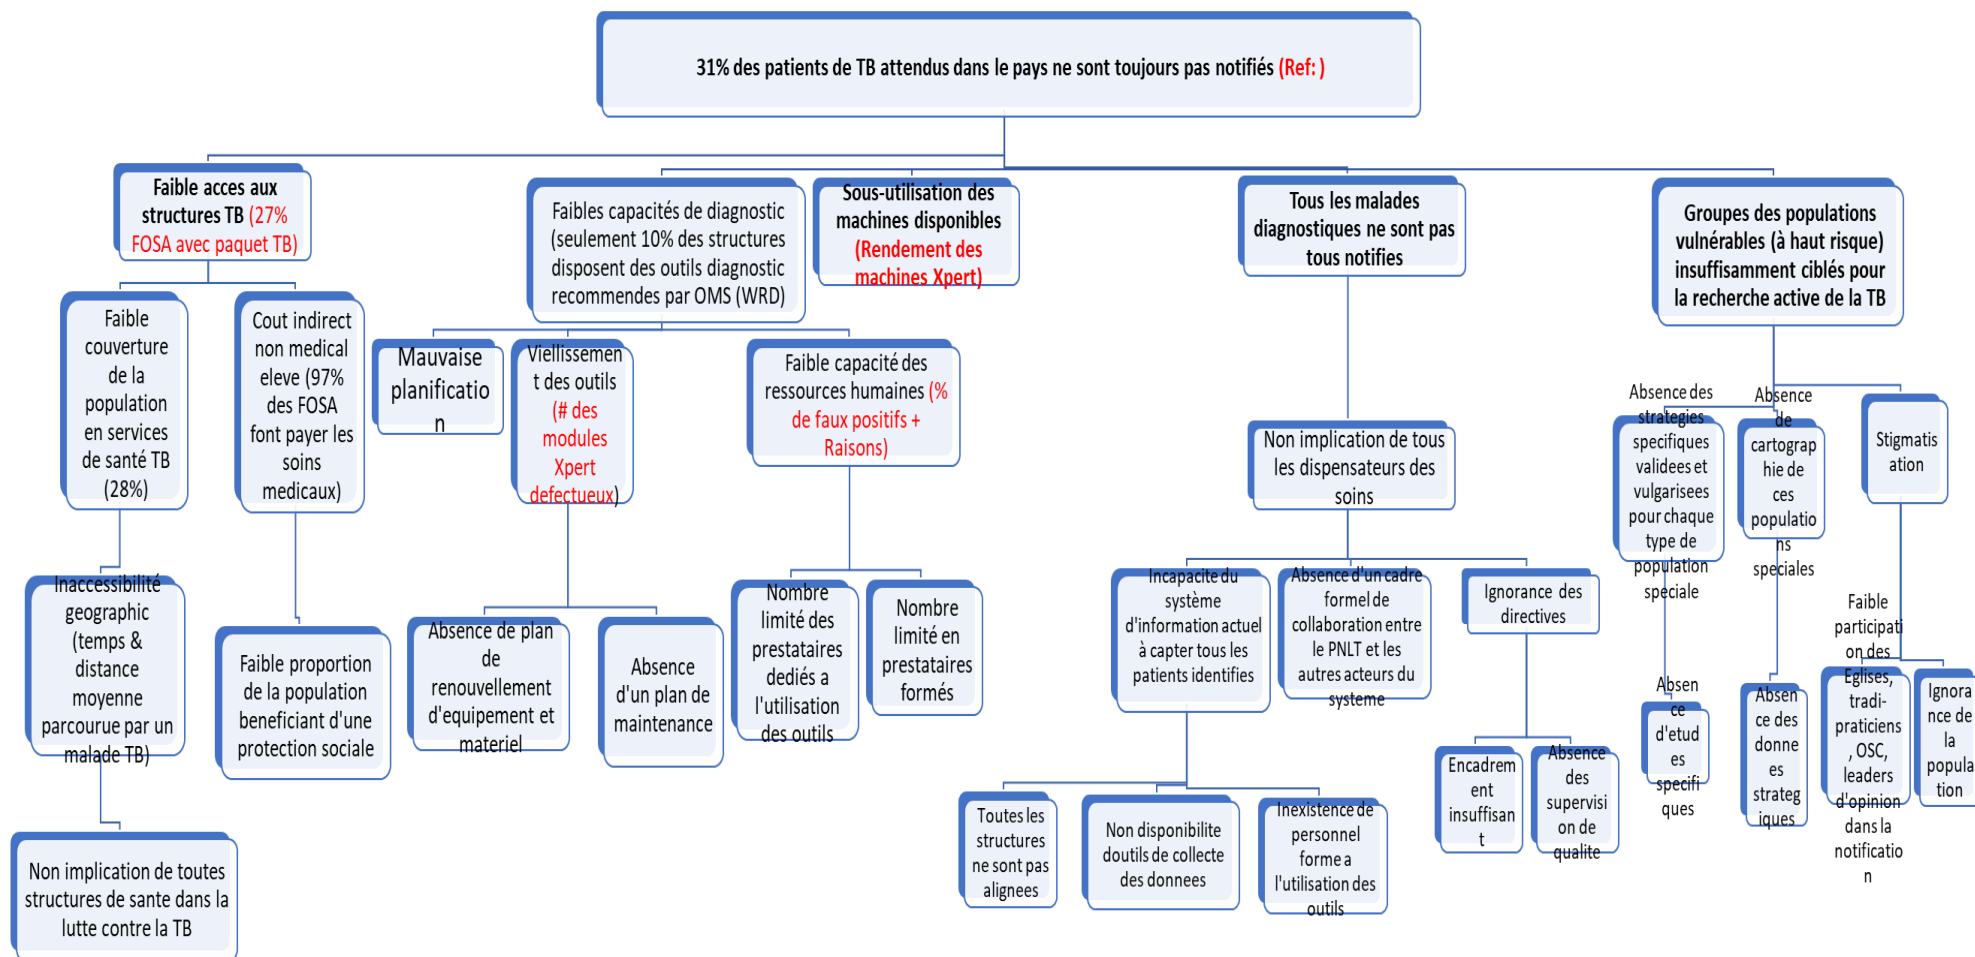 31% des patients de TB attendus dans le pays ne sont toujours pas notifiés (Ref: )
Faible acces aux
structures TB (27%
FOSA avec paquet TB)
Faibles capacités de diagnostic
(seulement 10% des structures
disposent des outils diagnostic
recommendes par OMS (WRD)
Sous-utilisation des
machines disponibles
(Rendement des
machines Xpert)
Tous les malades
diagnostiques ne sont pas
tous notifies
Groupes des populations
vulnérables (à haut risque)
insuffisamment ciblés pour
la recherche active de la TB
Faible
couverture
de la
population
en services
de santé TB
(28%)
Cout indirect
non medical
eleve (97%
des FOSA
font payer les
soins
medicaux)
Mauvaise
planificatio
n
Viellissemen
t des outils
(# des
modules
Xpert
defectueux)
Faible capacité des
ressources humaines (%
de faux positifs +
Raisons)
Non implication de tous
les dispensateurs des
soins
Absence des
strategies
specifiques
validees et
vulgarisees
pour chaque
type de
population
speciale
Absence
de
cartograp
hie de
ces
populatio
ns
speciales
Stigmatis
ation
Inaccessibilité
geographic
(temps &
distance
moyenne
parcourue par un
malade TB)
Faible proportion
de la population
beneficiant d'une
protection sociale
Absence de plan
de
renouvellement
d'equipement et
materiel
Absence
d'un plan de
maintenance
Nombre
limité des
prestataires
dediés a
l'utilisation
des outils
Nombre
limité en
prestataires
formés
Incapacite du
système
d'information actuel
à capter tous les
patients identifies
Absence d'un cadre
formel de
collaboration entre
le PNLT et les
autres acteurs du
systeme
Ignorance des
directives
Absen
ce
d'etud
es
specifi
ques
Absen
ce des
donne
es
strateg
iques
Faible
participati
on des
Eglises,
tradi-
praticiens
, OSC,
leaders
d'opinion
dans la
notificatio
n
Ignora
nce de
la
popula
tion
Non implication de toutes
structures de sante dans la
lutte contre la TB
Toutes les
structures
ne sont pas
alignees
Non disponibilite
doutils de collecte
des donnees
Inexistence de
personnel
forme a
l'utilisation des
outils
Encadrem
ent
insuffisan
t
Absence
des
supervisi
on de
qualite